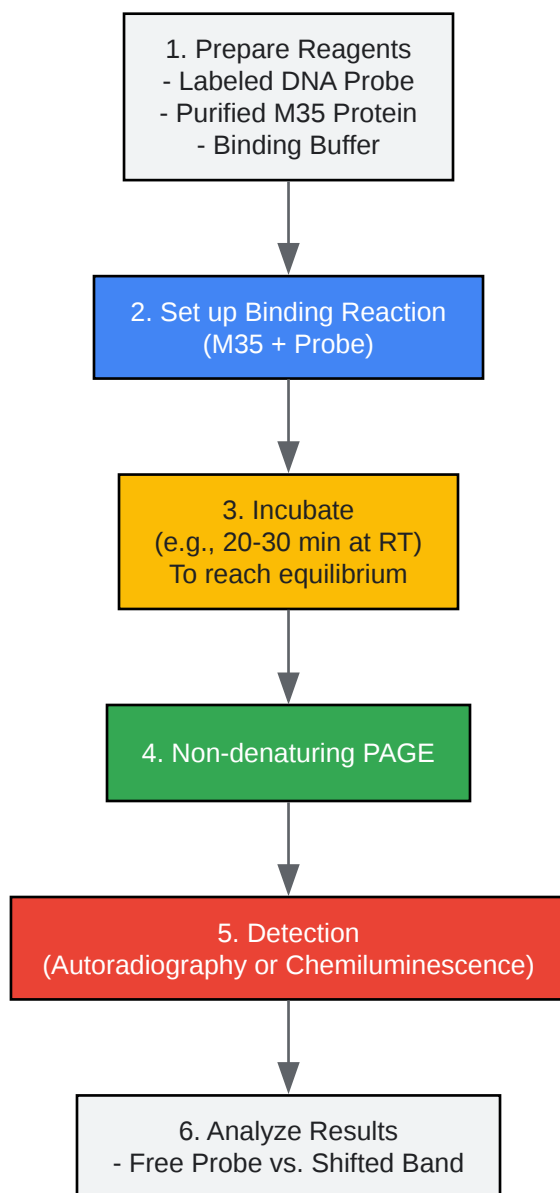 1. Prepare Reagents
- Labeled DNA Probe
- Purified M35 Protein
- Binding Buffer
2. Set up Binding Reaction
(M35 + Probe)
3. Incubate
(e.g., 20-30 min at RT)
To reach equilibrium
4. Non-denaturing PAGE
5. Detection
(Autoradiography or Chemiluminescence)
6. Analyze Results
- Free Probe vs. Shifted Band